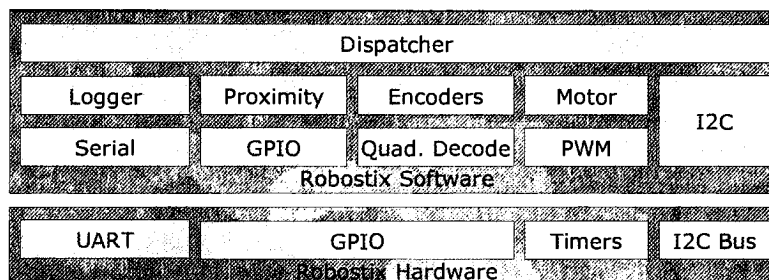 Dispatcher
Logger Proximity Encoders Motor
I2C
Serial GPIO Quad. Decode PWM
Robostix Software
UART GPIO Timers I2C Bus
Robostix Hardware